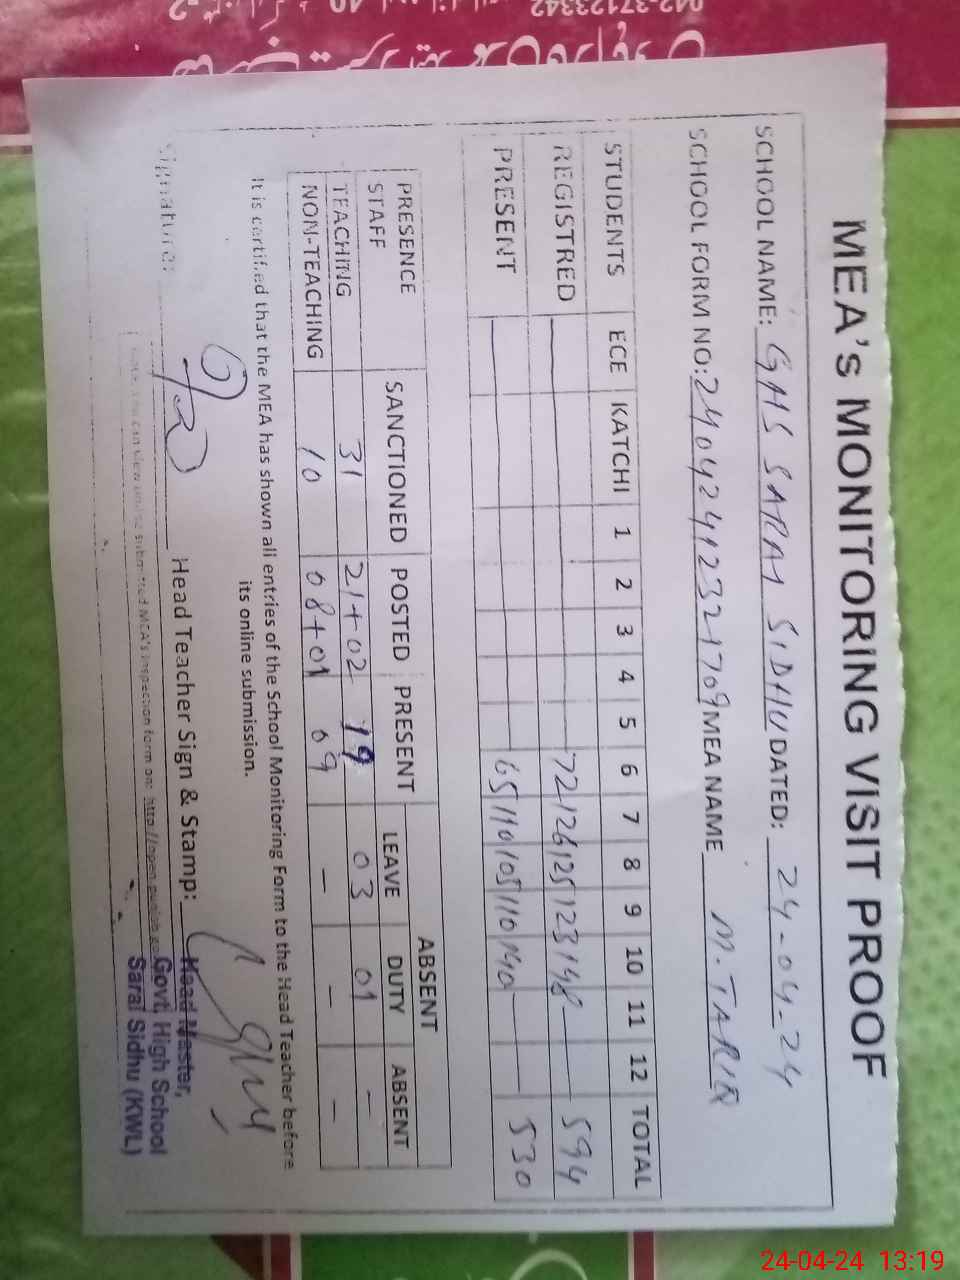 MEA's MONITORING VISIT PROOF
SCHOOL NAME: GHS SARAI SIDHU DATED: 24-04-24
SCHOOL FORM NO: 24042412321709 MEA NAME M. TARIQ
STUDENTS ECE KATCHI 1 2 3 4 5 6 7 8 9 10 11 12 TOTAL
REGISTRED — 72 126 125 123 148 — 594
PRESENT — 65 110 105 110 140 — 530
PRESENCE SANCTIONED POSTED PRESENT ABSENT
STAFF LEAVE DUTY ABSENT
TEACHING 31 21+02 19 03 01 –
NON-TEACHING 10 08+01 09 – – –
It is certified that the MEA has shown all entries of the School Monitoring Form to the Head Teacher before
its online submission.
Signature: Head Teacher Sign & Stamp:
Head Master,
Govt. High School
Sarai Sidhu (KWL)
042-37123342
24-04-24 13:19